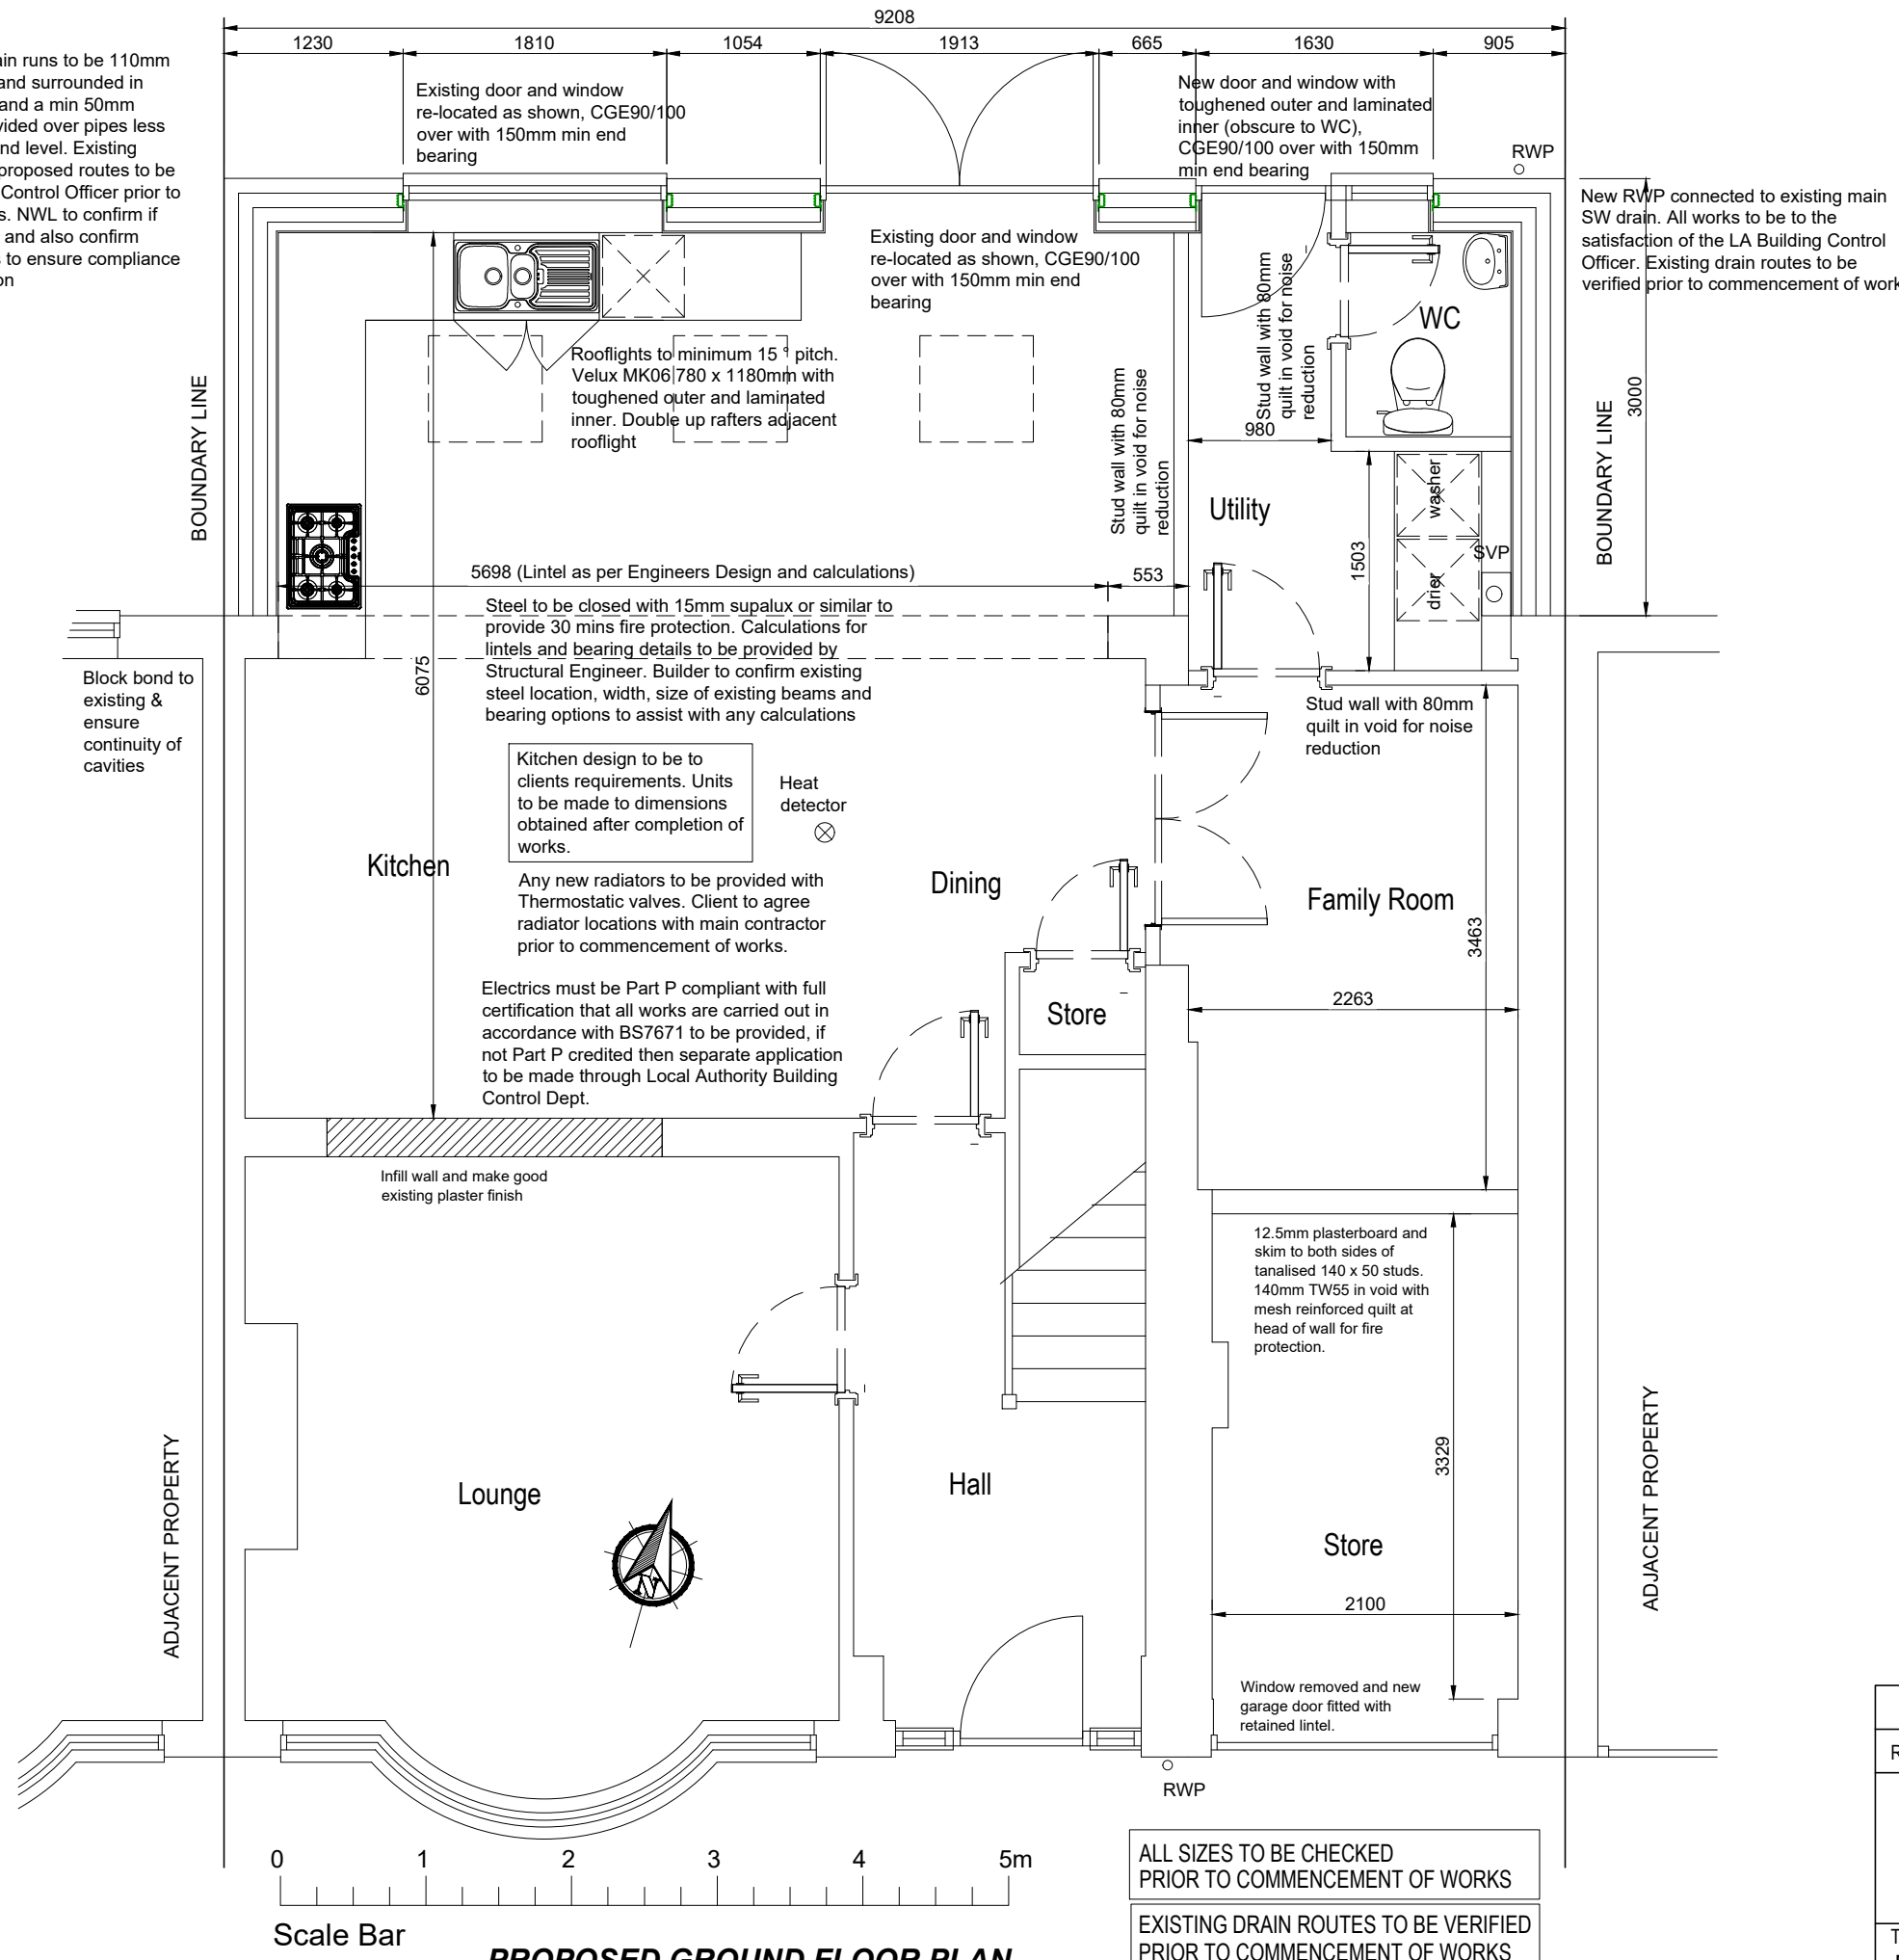 9208
1230
1810
1054
1913
665
1630
905
ain runs to be 110mm
and surrounded in
and a min 50mm
vided over pipes less
nd level. Existing
proposed routes to be
Control Officer prior to
s. NWL to confirm if
and also confirm
s to ensure compliance
on
Existing door and window
re-located as shown, CGE90/100
over with 150mm min end
bearing
New door and window with
toughened outer and laminated
inner (obscure to WC),
CGE90/100 over with 150mm
min end bearing
RWP
New RWP connected to existing main
SW drain. All works to be to the
satisfaction of the LA Building Control
Officer. Existing drain routes to be
verified prior to commencement of work
Existing door and window
re-located as shown, CGE90/100
over with 150mm min end
bearing
Stud wall with 80mm
quilt in void for noise
reduction
WC
Rooflights to minimum 15 ° pitch.
Velux MK06 780 x 1180mm with
toughened outer and laminated
inner. Double up rafters adjacent
rooflight
Stud wall with 80mm
quilt in void for noise
reduction
BOUNDARY LINE
BOUNDARY LINE
3000
980
Utility
washer
drier
SVP
1503
5698 (Lintel as per Engineers Design and calculations)
553
Steel to be closed with 15mm supalux or similar to
provide 30 mins fire protection. Calculations for
lintels and bearing details to be provided by
Structural Engineer. Builder to confirm existing
steel location, width, size of existing beams and
bearing options to assist with any calculations
6075
Block bond to
existing &
ensure
continuity of
cavities
Stud wall with 80mm
quilt in void for noise
reduction
Kitchen design to be to
clients requirements. Units
to be made to dimensions
obtained after completion of
works.
Heat
detector
Kitchen
Dining
Family Room
3463
Any new radiators to be provided with
Thermostatic valves. Client to agree
radiator locations with main contractor
prior to commencement of works.
2263
Store
Electrics must be Part P compliant with full
certification that all works are carried out in
accordance with BS7671 to be provided, if
not Part P credited then separate application
to be made through Local Authority Building
Control Dept.
Infill wall and make good
existing plaster finish
12.5mm plasterboard and
skim to both sides of
tanalised 140 x 50 studs.
140mm TW55 in void with
mesh reinforced quilt at
head of wall for fire
protection.
ADJACENT PROPERTY
ADJACENT PROPERTY
3329
Lounge
Hall
N
Store
2100
Window removed and new
garage door fitted with
retained lintel.
RWP
0 1 2 3 4 5m
Scale Bar
ALL SIZES TO BE CHECKED
PRIOR TO COMMENCEMENT OF WORKS
EXISTING DRAIN ROUTES TO BE VERIFIED
PRIOR TO COMMENCEMENT OF WORKS
PROPOSED GROUND FLOOR PLAN
R
T